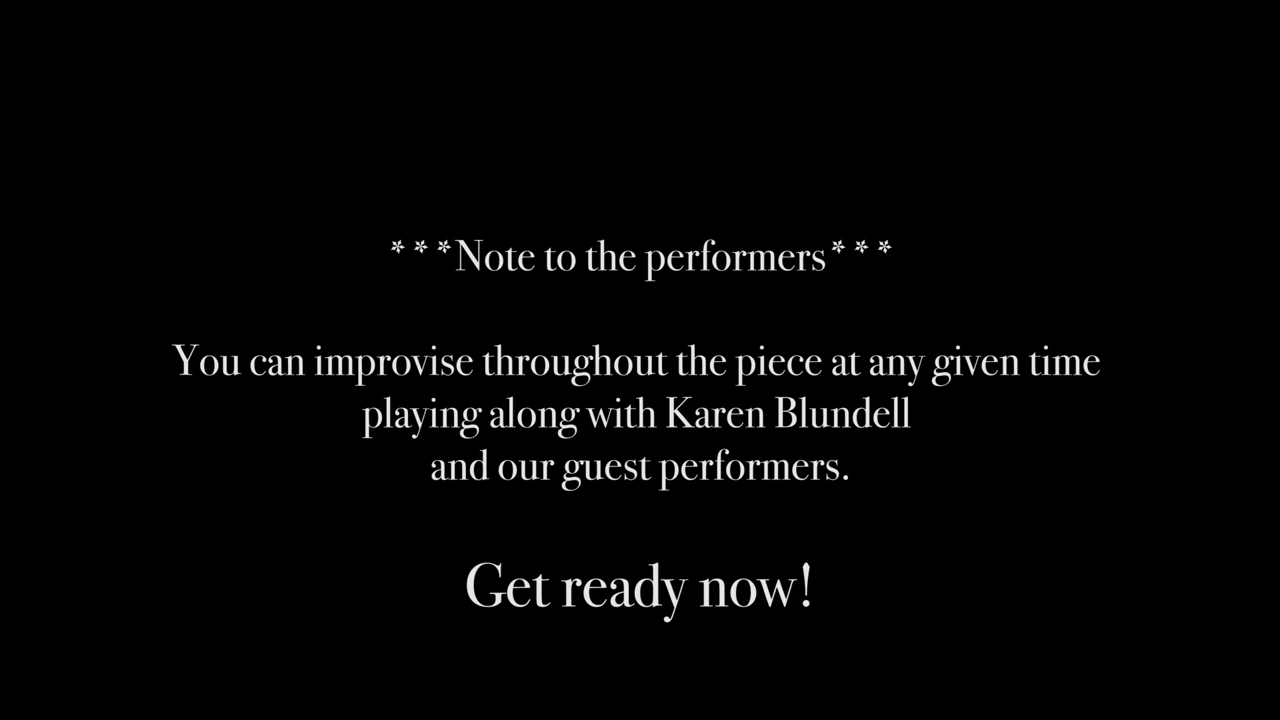 ***Note to the performers***
You can improvise throughout the piece at any given time
playing along with Karen Blundell
and our guest performers.
Get ready now!